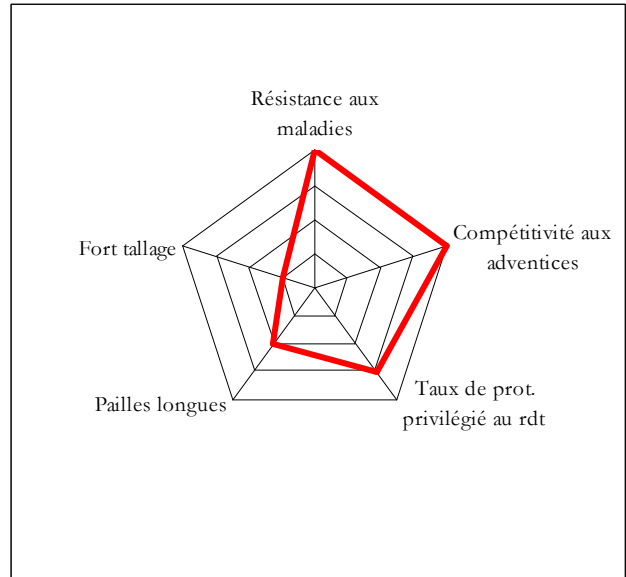 Résistance aux
maladies
Compétitivité aux
adventices
Taux de prot.
privilégié au rdt
Pailles longues
Fort tallage